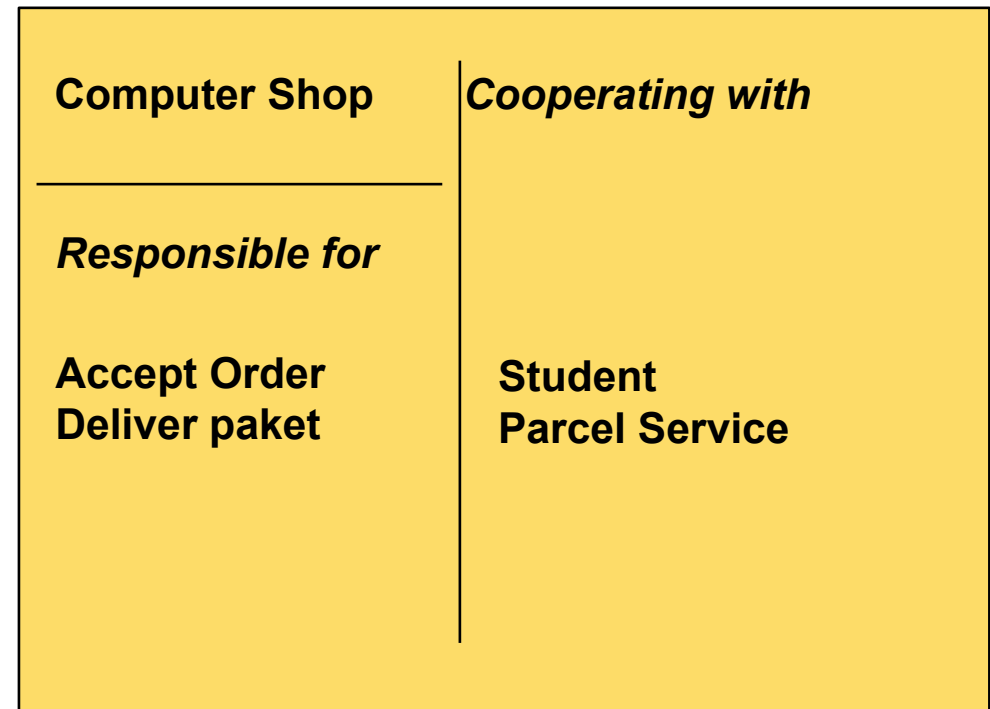 Computer Shop
Responsible for
Accept Order
Deliver paket
Cooperating with
Student
Parcel Service